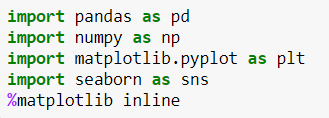 import pandas as pd
import numpy as np
import matplotlib.pyplot as plt
import seaborn as sns
%matplotlib inline